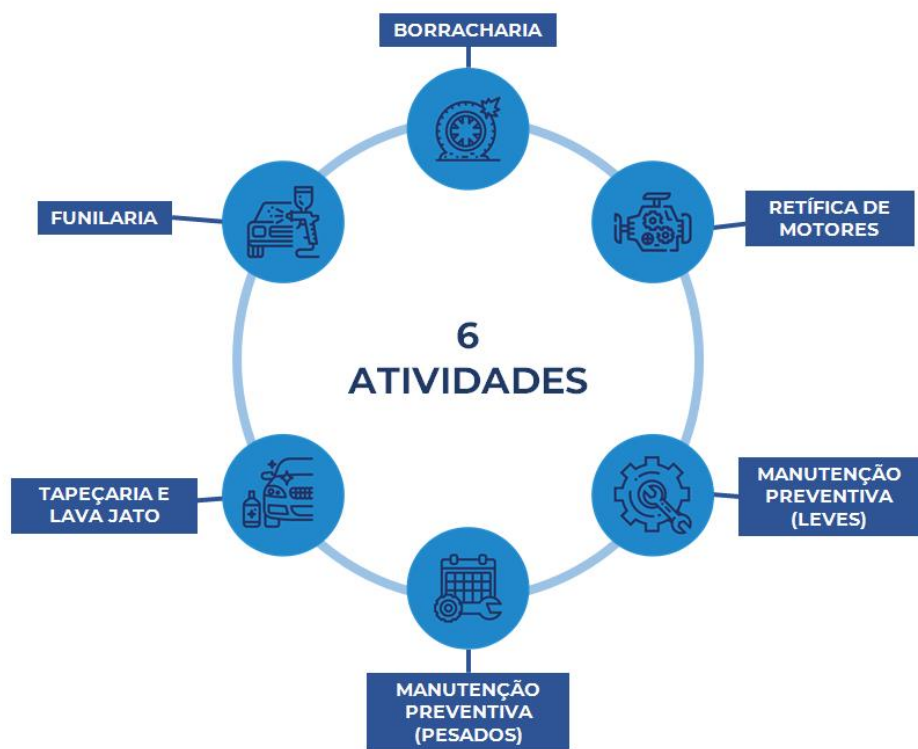 BORRACHARIA
FUNILARIA
RETÍFICA DE
MOTORES
6
ATIVIDADES
TAPEÇARIA E
LAVA JATO
MANUTENÇÃO
PREVENTIVA
(LEVES)
MANUTENÇÃO
PREVENTIVA
(PESADOS)